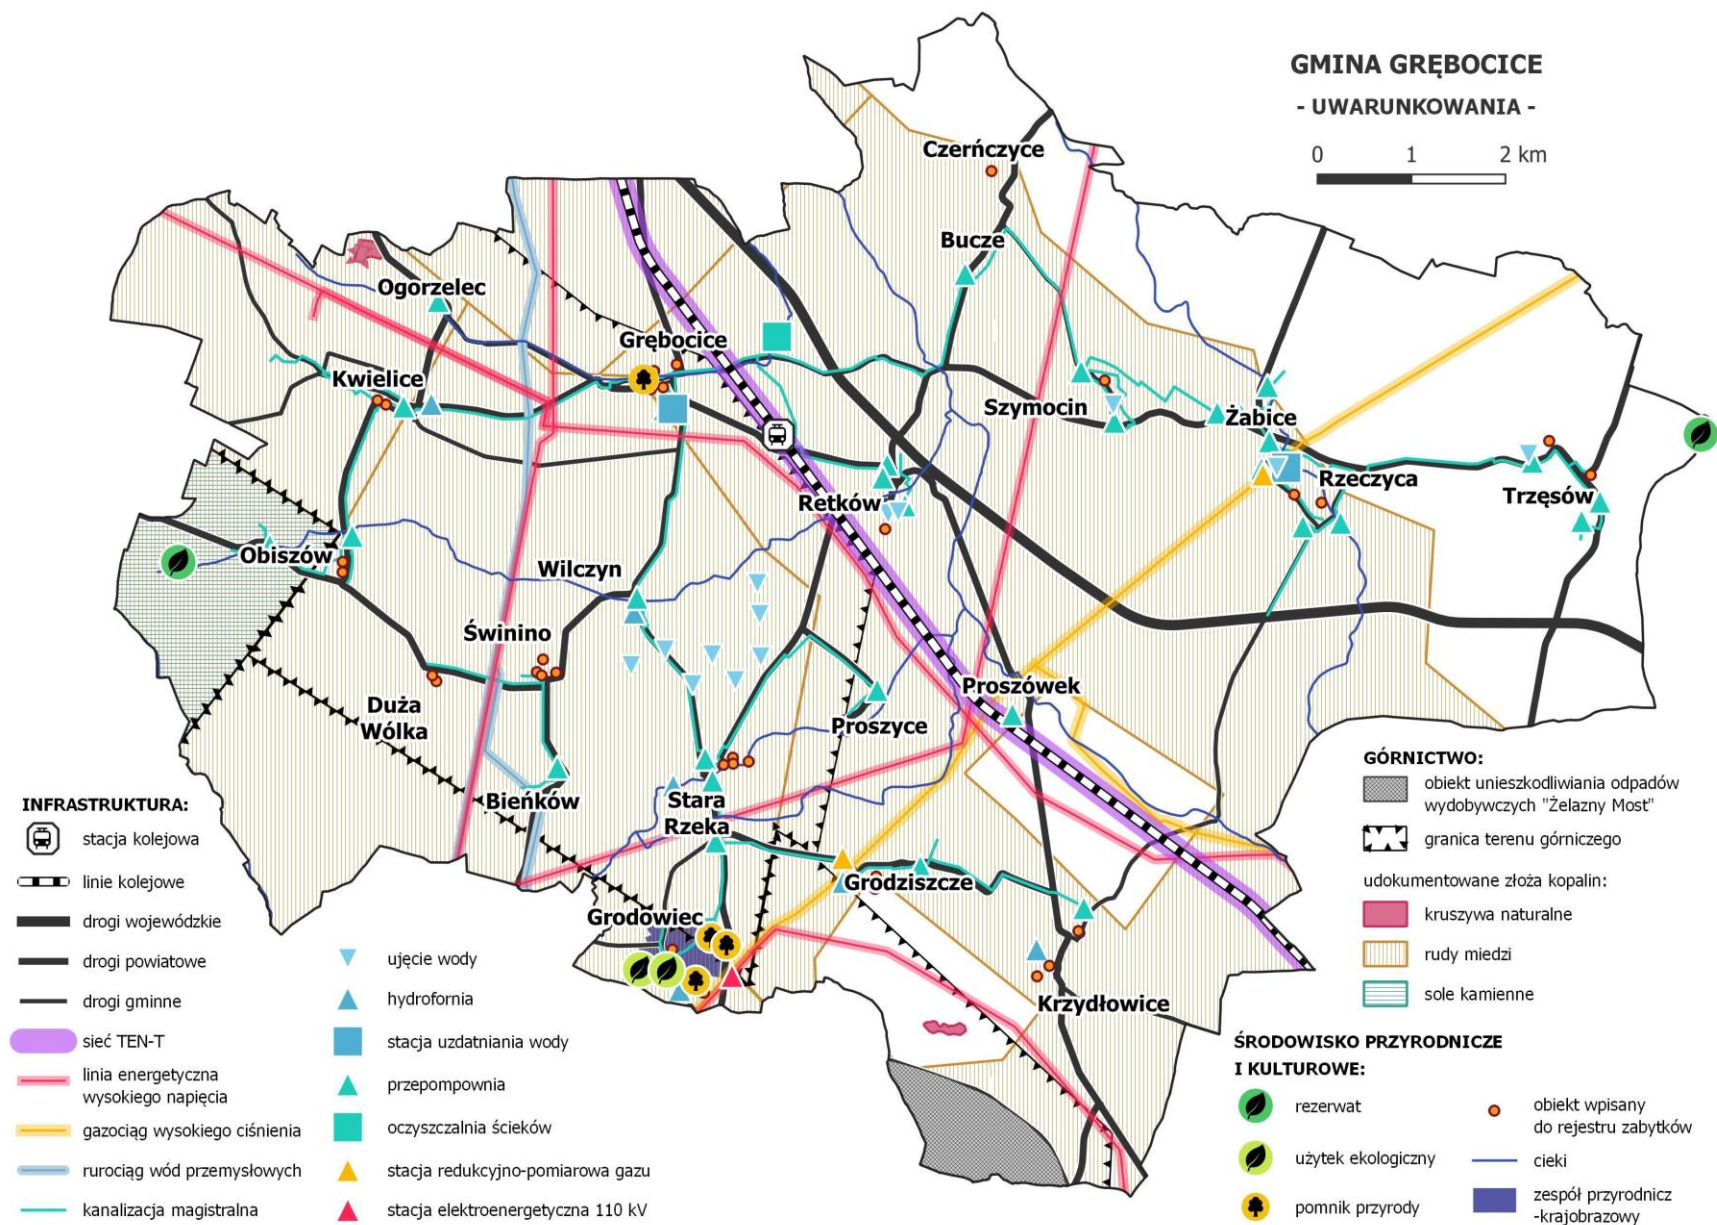 GMINA GRĘBOCICE
- UWARUNKOWANIA -
0 1 2 km
Czerńczyce
Bucze
Ogorzelec
Grębocice
Kwielice
Szymocin
Żabice
Rzeczyca
Trzęsów
Retków
Obiszów
Wilczyn
Świnino
Duża
Wólka
Proszówek
Proszyce
Bieńków
Stara
Rzeka
Grodziszcze
Grodowiec
Krzydłowice
INFRASTRUKTURA:
stacja kolejowa
linie kolejowe
drogi wojewódzkie
drogi powiatowe
drogi gminne
sieć TEN-T
linia energetyczna
wysokiego napięcia
gazociąg wysokiego ciśnienia
rurociąg wód przemysłowych
kanalizacja magistralna
ujęcie wody
hydrofornia
stacja uzdatniania wody
przepompownia
oczyszczalnia ścieków
stacja redukcyjno-pomiarowa gazu
stacja elektroenergetyczna 110 kV
GÓRNICTWO:
obiekt unieszkodliwiania odpadów
wydobywczych "Żelazny Most"
granica terenu górniczego
udokumentowane złoża kopalin:
kruszywa naturalne
rudy miedzi
sole kamienne
ŚRODOWISKO PRZYRODNICZE
I KULTUROWE:
rezerwat
użytek ekologiczny
pomnik przyrody
obiekt wpisany
do rejestru zabytków
cieki
zespół przyrodnicz
-krajobrazowy